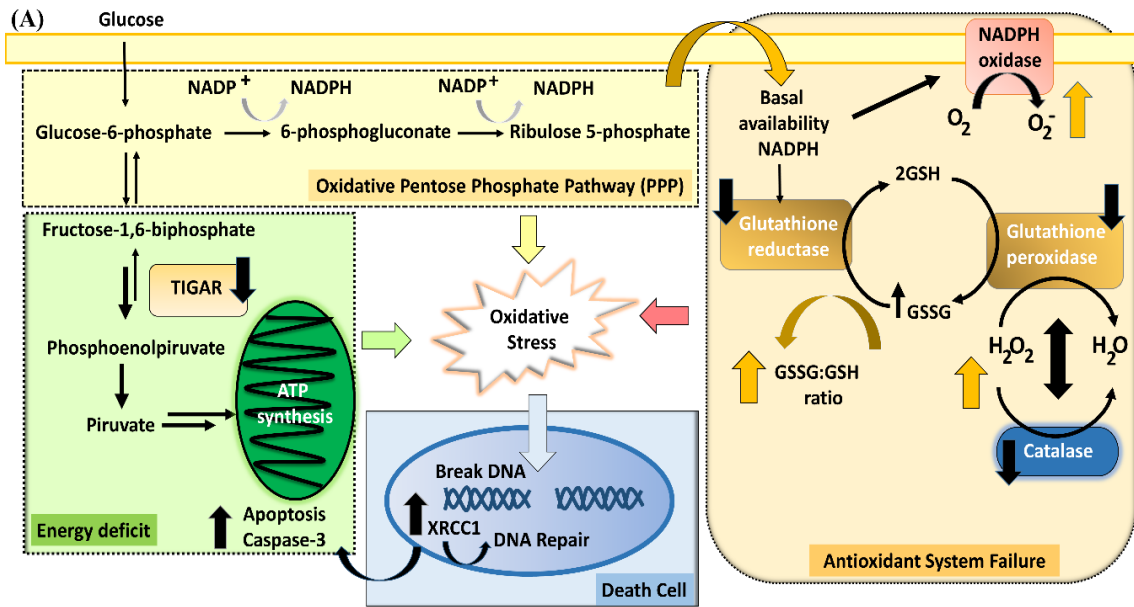 (A)
Glucose
NADP+
NADPH
NADP+
NADPH
Glucose-6-phosphate
6-phosphogluconate
Ribulose 5-phosphate
Oxidative Pentose Phosphate Pathway (PPP)
Fructose-1,6-biphosphate
TIGAR
Phosphoenolpiruvate
Piruvate
ATP
synthesis
Apoptosis
Caspase-3
Energy deficit
Oxidative
Stress
Break DNA
XRCC1
DNA Repair
Death Cell
NADPH
oxidase
O2
O2-
Basal
availability
NADPH
2GSH
Glutathione
reductase
Glutathione
peroxidase
GSSG
GSSG:GSH
ratio
H2O2
H2O
Catalase
Antioxidant System Failure